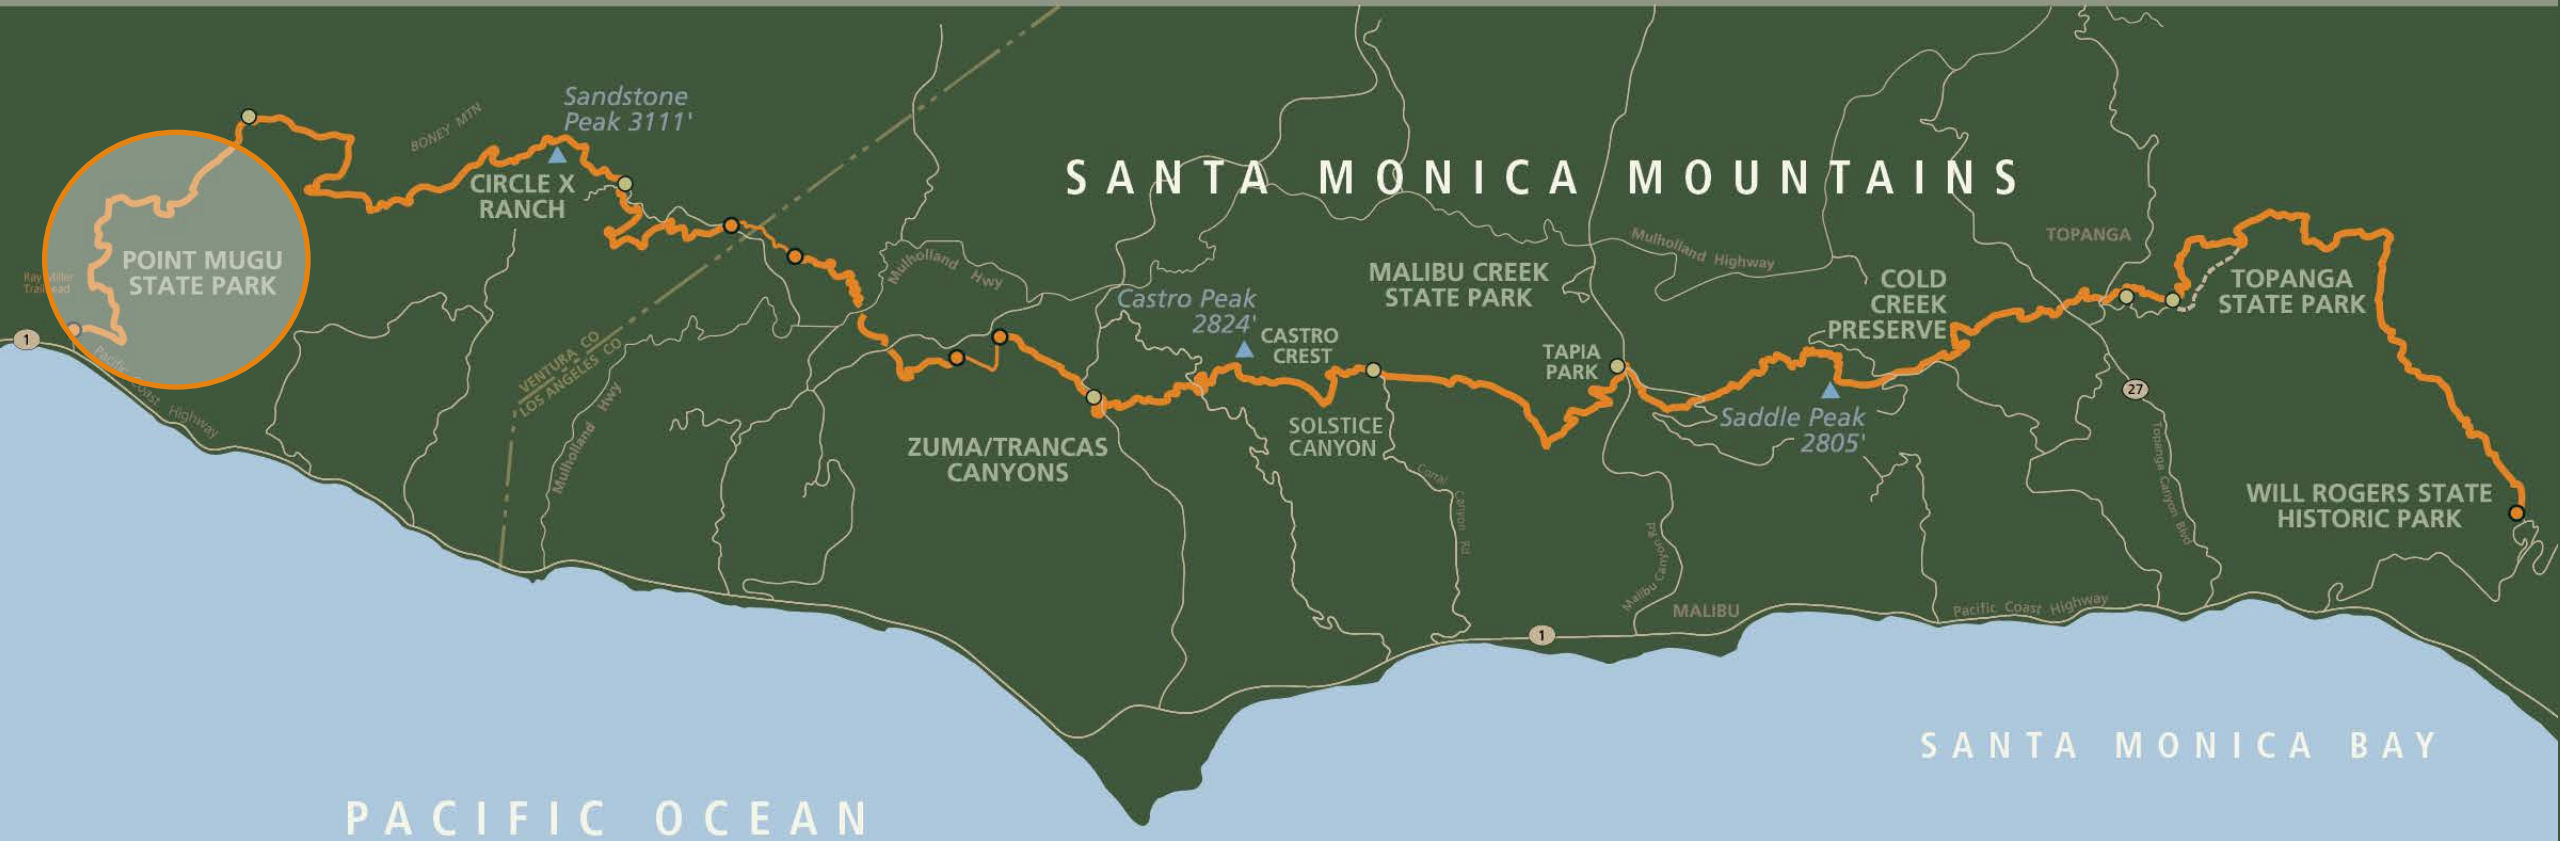 Sandstone
Peak 3111'
BONEY MTN
CIRCLE X
RANCH
SANTA MONICA MOUNTAINS
POINT MUGU
STATE PARK
Ray Miller
Trailhead
1
Pacific Coast Highway
VENTURA CO
LOS ANGELES CO
Mulholland Hwy
Mulholland Hwy
Mulholland Highway
Castro Peak
2824'
CASTRO
CREST
MALIBU CREEK
STATE PARK
TAPIA
PARK
COLD
CREEK
PRESERVE
TOPANGA
TOPANGA
STATE PARK
27
Saddle Peak
2805'
ZUMA/TRANCAS
CANYONS
SOLSTICE
CANYON
Corral Canyon Rd
Malibu Canyon Rd
Topanga Canyon Blvd
WILL ROGERS STATE
HISTORIC PARK
MALIBU
Pacific Coast Highway
1
SANTA MONICA BAY
PACIFIC OCEAN